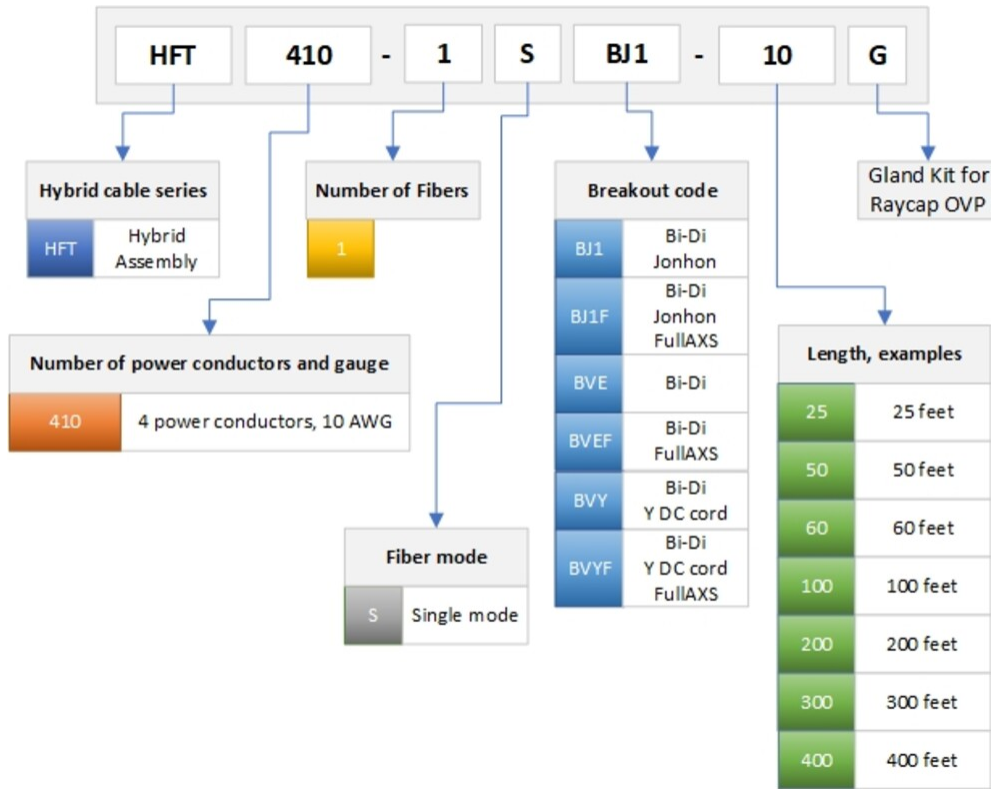 HFT 410 - 1 S BJ1 - 10 G
Hybrid cable series
HFT Hybrid
Assembly
Number of Fibers
1
Breakout code
BJ1 Bi-Di
Jonhon
BJ1F Bi-Di
Jonhon
FullAXS
BVE Bi-Di
BVEF Bi-Di
FullAXS
BVY Bi-Di
Y DC cord
BVYF Bi-Di
Y DC cord
FullAXS
Gland Kit for
Raycap OVP
Number of power conductors and gauge
410 4 power conductors, 10 AWG
Length, examples
25 25 feet
50 50 feet
60 60 feet
100 100 feet
200 200 feet
300 300 feet
400 400 feet
Fiber mode
S Single mode